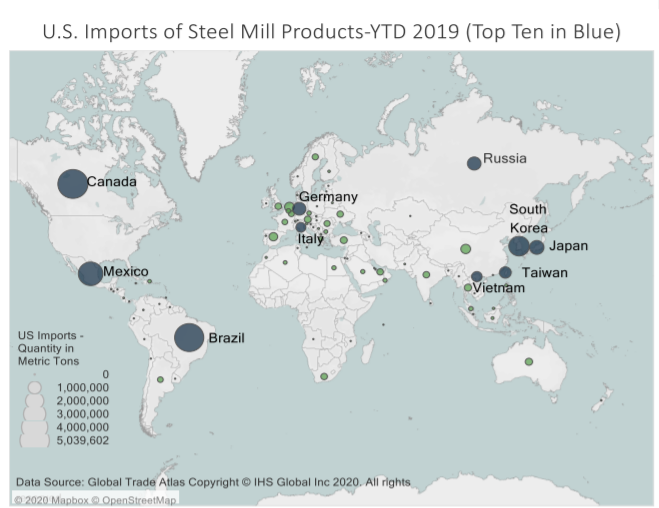 U.S. Imports of Steel Mill Products-YTD 2019 (Top Ten in Blue)
Russia
Canada
Germany
South
Korea
Italy
Japan
Mexico
Taiwan
Vietnam
Brazil
US Imports -
Quantity in
Metric Tons
0
1,000,000
2,000,000
3,000,000
4,000,000
5,039,602
Data Source: Global Trade Atlas Copyright © IHS Global Inc 2020. All rights
© 2020 Mapbox © OpenStreetMap